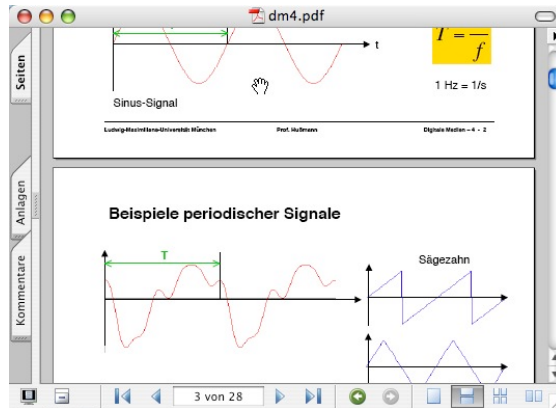 dm4.pdf
Seiten
Anlagen
Kommentare
T = — f
t
1 Hz = 1/s
Sinus-Signal
Ludwig-Maximilians-Universität München Prof. Hußmann Digitale Medien – 4 - 2
Beispiele periodischer Signale
T
Sägezahn
3 von 28